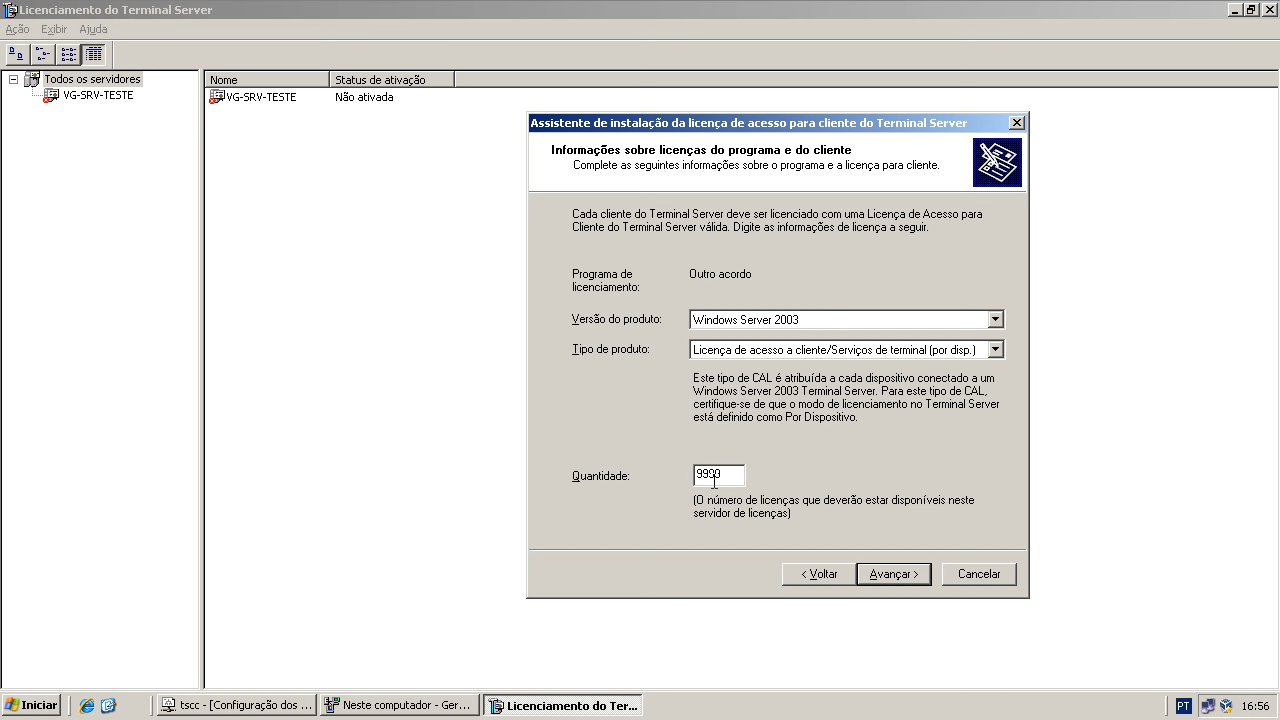 Licenciamento do Terminal Server
Ação Exibir Ajuda
Todos os servidores
VG-SRV-TESTE
Nome Status de ativação
VG-SRV-TESTE Não ativada
Assistente de instalação da licença de acesso para cliente do Terminal Server
Informações sobre licenças do programa e do cliente
Complete as seguintes informações sobre o programa e a licença para cliente.
Cada cliente do Terminal Server deve ser licenciado com uma Licença de Acesso para
Cliente do Terminal Server válida. Digite as informações de licença a seguir.
Programa de
licenciamento:
Outro acordo
Versão do produto: Windows Server 2003
Tipo de produto: Licença de acesso a cliente/Serviços de terminal (por disp.)
Este tipo de CAL é atribuída a cada dispositivo conectado a um
Windows Server 2003 Terminal Server. Para este tipo de CAL,
certifique-se de que o modo de licenciamento no Terminal Server
está definido como Por Dispositivo.
Quantidade:
(O número de licenças que deverão estar disponíveis neste
servidor de licenças)
< Voltar Avançar > Cancelar
Iniciar tscc - [Configuração dos ... Neste computador - Ger... Licenciamento do Ter... PT 16:56